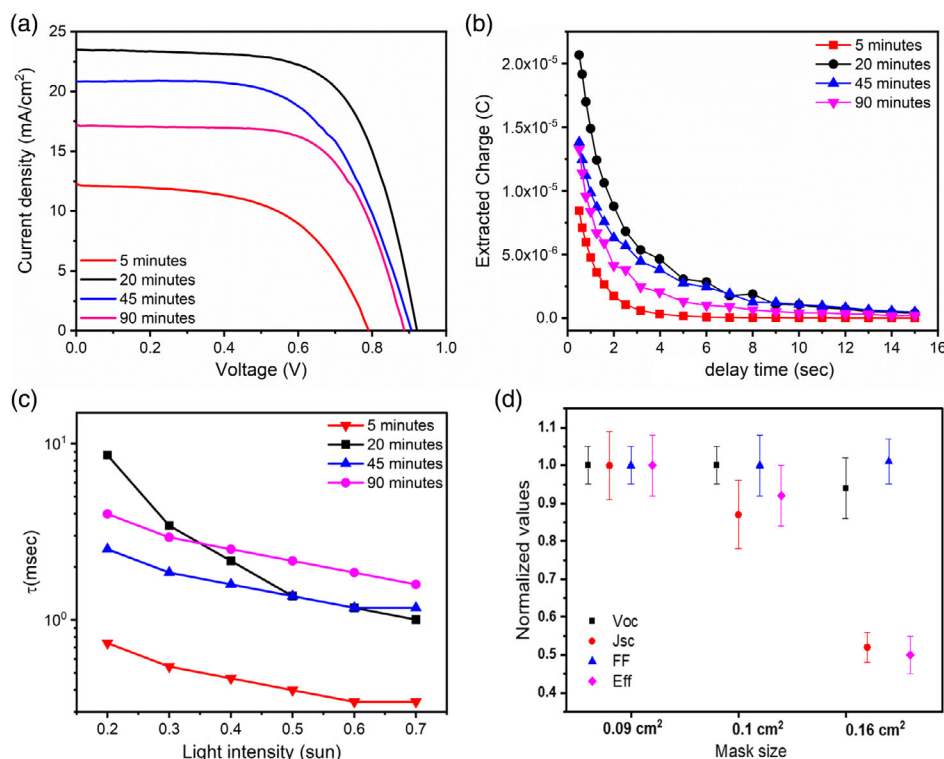 (a)
25
20
15
10
5
0
Current density (mA/cm²)
5 minutes
20 minutes
45 minutes
90 minutes
0.0 0.2 0.4 0.6 0.8 1.0
Voltage (V)
(b)
2.0x10⁻⁵
1.5x10⁻⁵
1.0x10⁻⁵
5.0x10⁻⁶
0.0
Extracted Charge (C)
5 minutes
20 minutes
45 minutes
90 minutes
0 2 4 6 8 10 12 14 16
delay time (sec)
(c)
10¹
10⁰
τ(msec)
5 minutes
20 minutes
45 minutes
90 minutes
0.2 0.3 0.4 0.5 0.6 0.7
Light intensity (sun)
(d)
1.0
0.9
0.8
0.7
0.6
0.5
0.4
Normalized values
Voc
Jsc
FF
Eff
0.09 cm² 0.1 cm² 0.16 cm²
Mask size